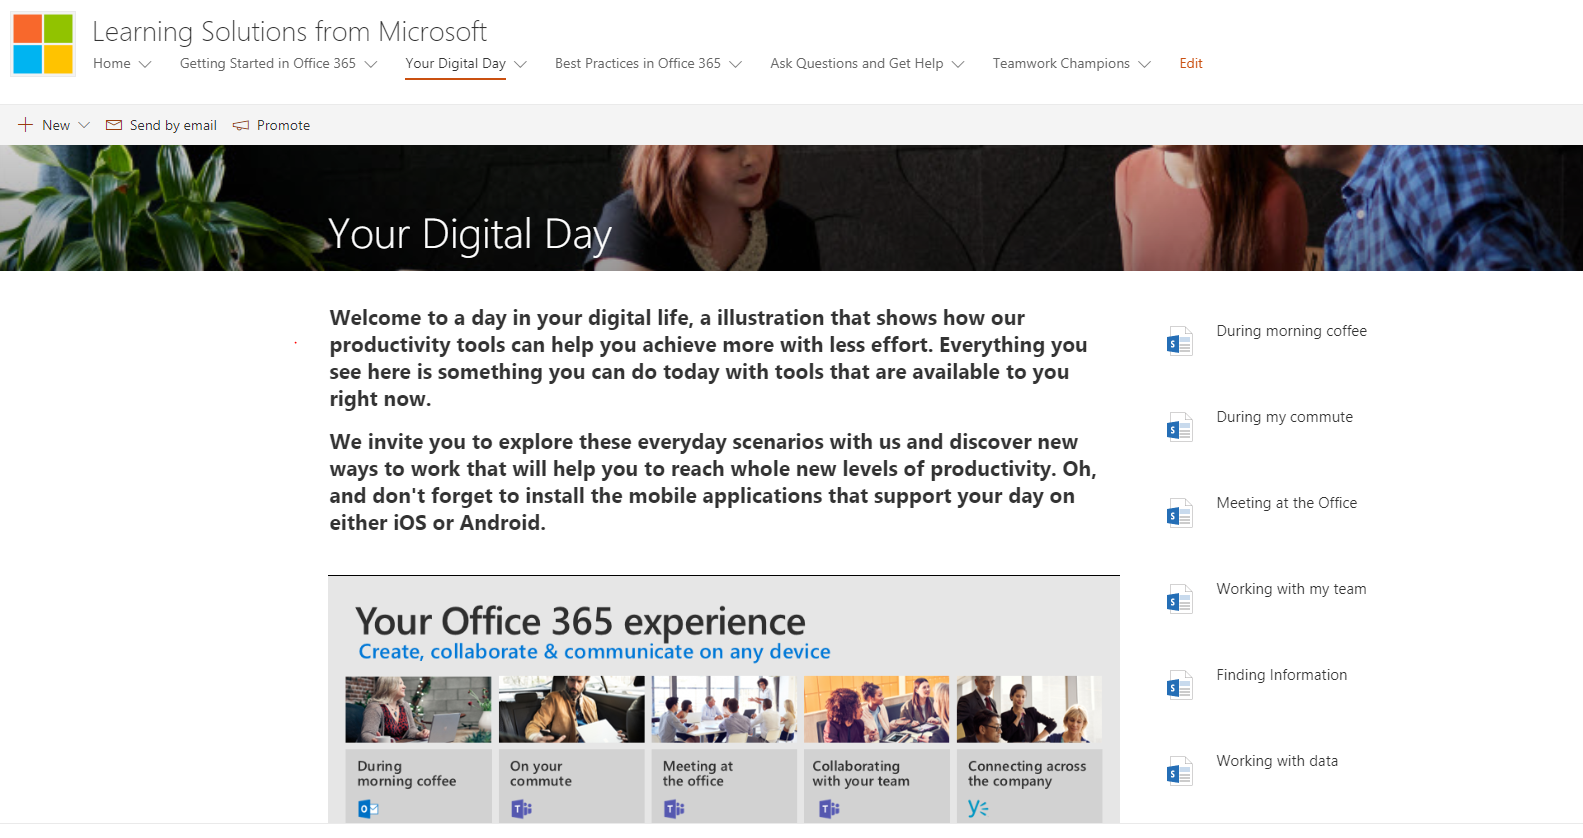 Learning Solutions from Microsoft
Home
Getting Started in Office 365
Your Digital Day
Best Practices in Office 365
Ask Questions and Get Help
Teamwork Champions
Edit
New
Send by email
Promote
Your Digital Day
Welcome to a day in your digital life, a illustration that shows how our
productivity tools can help you achieve more with less effort. Everything you
see here is something you can do today with tools that are available to you
right now.
We invite you to explore these everyday scenarios with us and discover new
ways to work that will help you to reach whole new levels of productivity. Oh,
and don't forget to install the mobile applications that support your day on
either iOS or Android.
Your Office 365 experience
Create, collaborate & communicate on any device
During
morning coffee
On your
commute
Meeting at
the office
Collaborating
with your team
Connecting across
the company
During morning coffee
During my commute
Meeting at the Office
Working with my team
Finding Information
Working with data